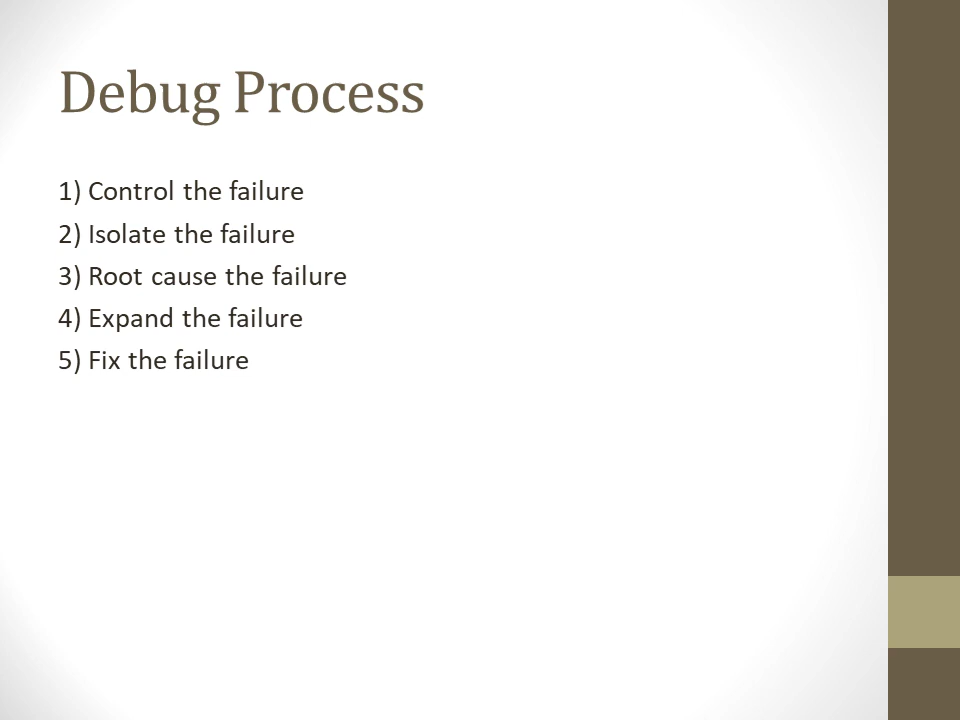 Debug Process
1) Control the failure
2) Isolate the failure
3) Root cause the failure
4) Expand the failure
5) Fix the failure